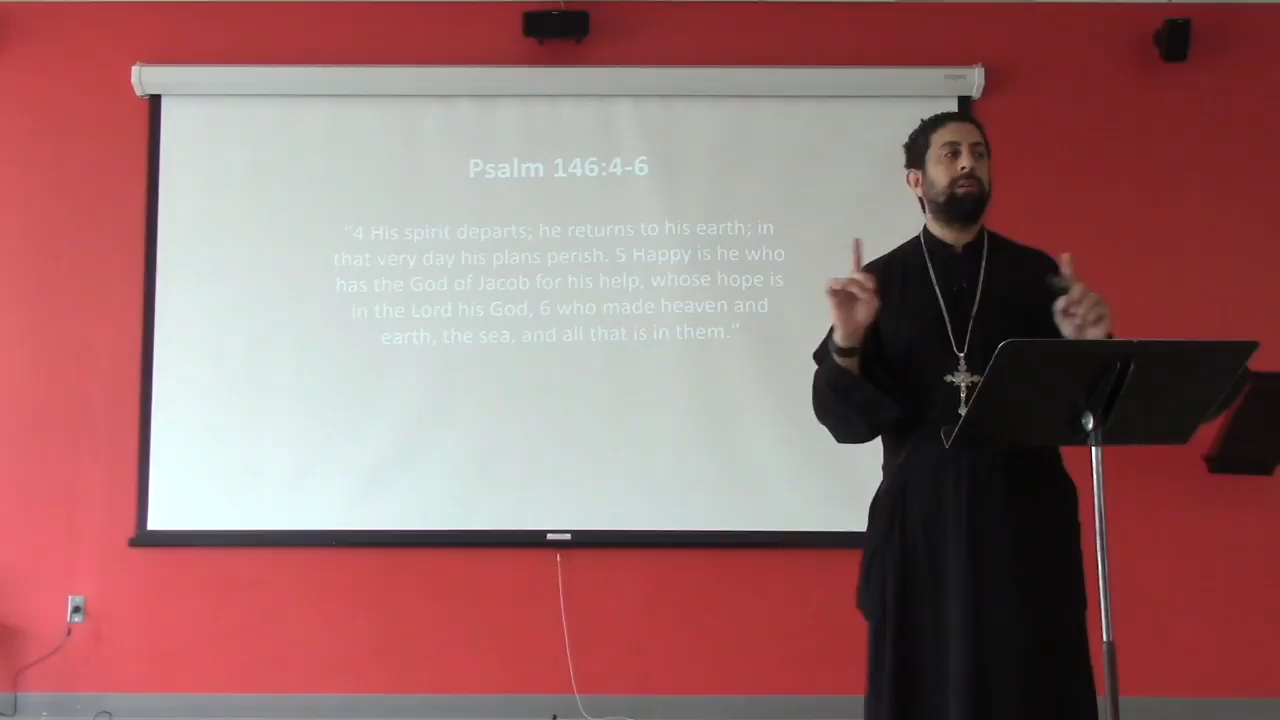 Psalm 146:4-6
"4 His spirit departs; he returns to his earth; in
that very day his plans perish. 5 Happy is he who
has the God of Jacob for his help, whose hope is
in the Lord his God, 6 who made heaven and
earth, the sea, and all that is in them."